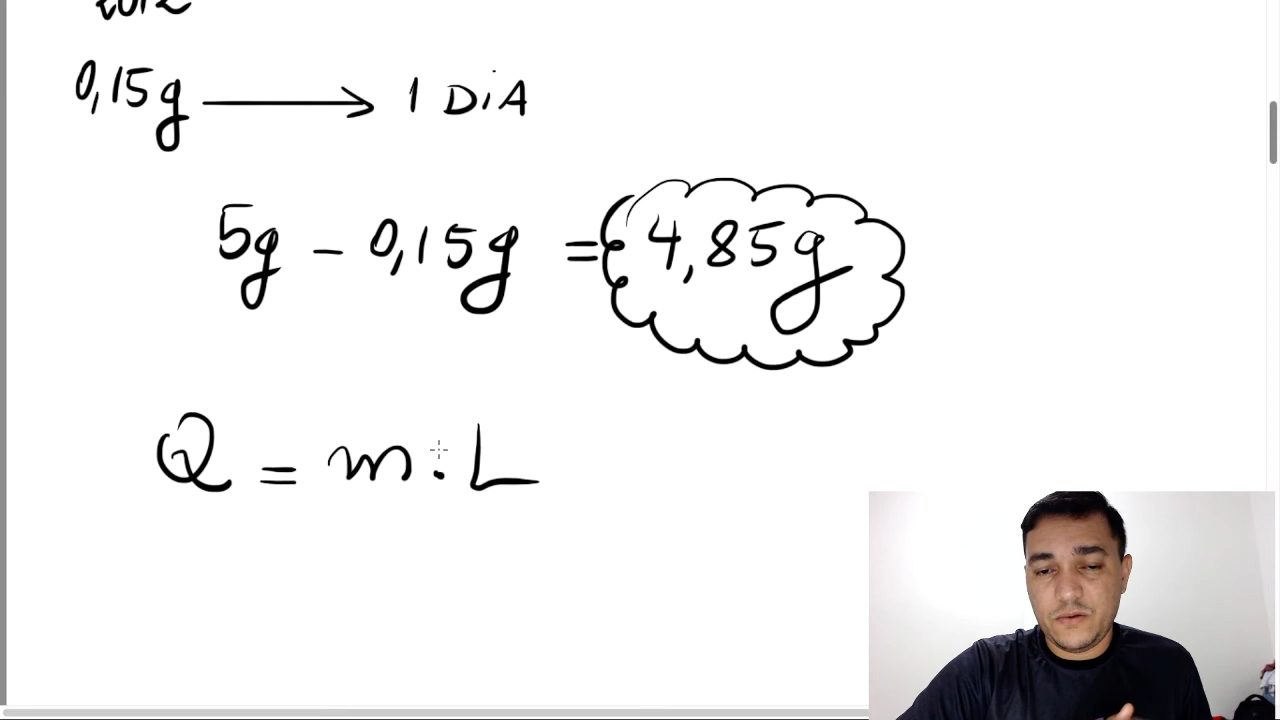 0,15g → 1 DiA
5g - 0,15g = 4,85g
Q = m . L